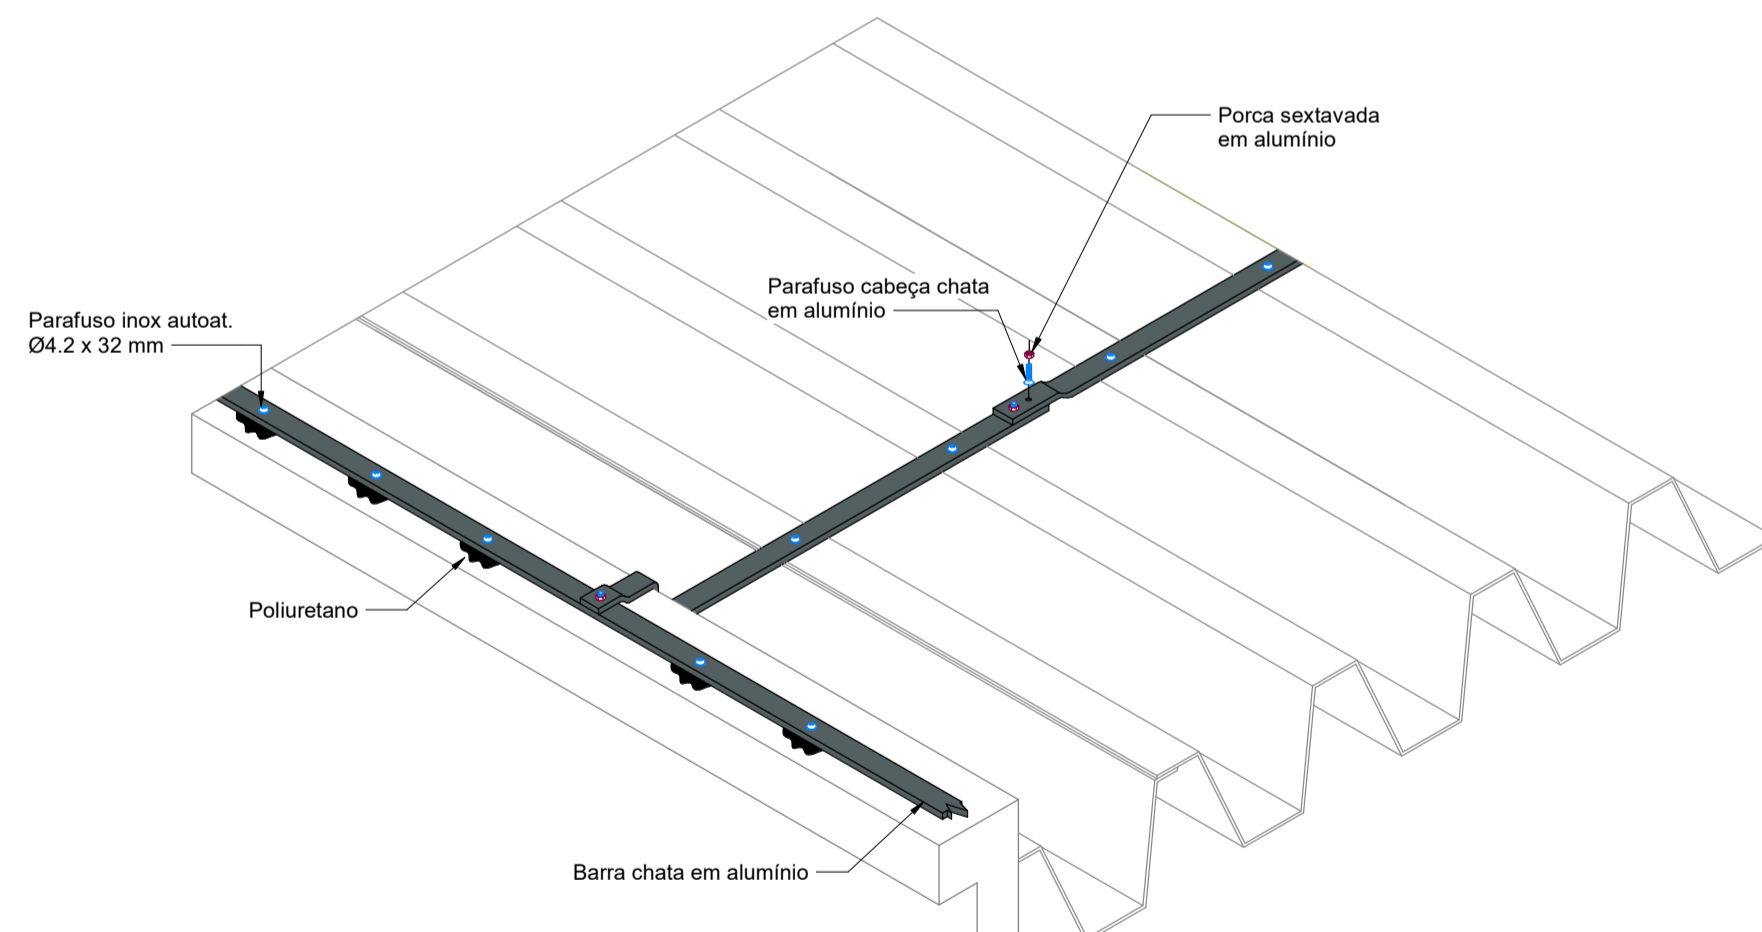 Porca sextavada
em alumínio
Parafuso cabeça chata
em alumínio
Parafuso inox autoat.
Ø4.2 x 32 mm
Poliuretano
Barra chata em alumínio